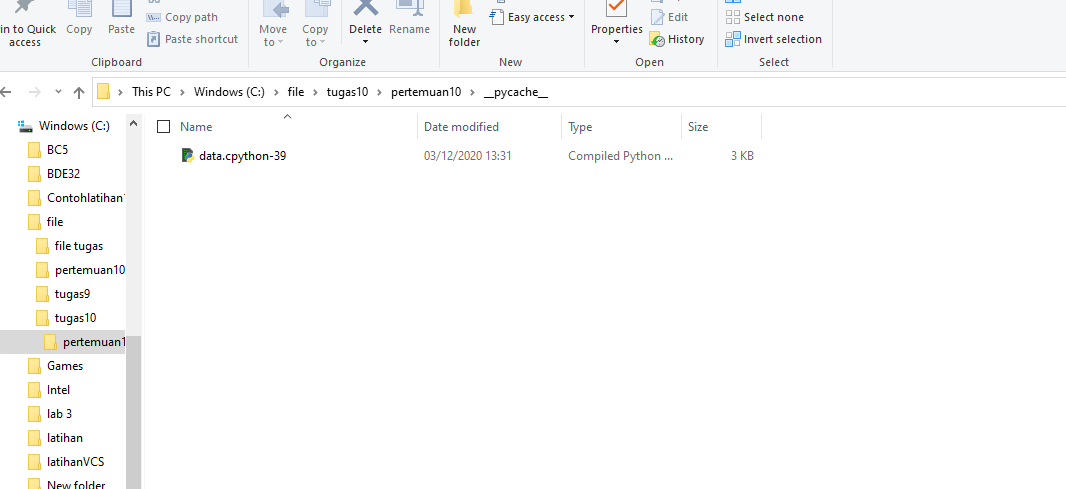 in to Quick access
Copy
Paste
Copy path
Paste shortcut
Move to
Copy to
Delete
Rename
New folder
Easy access
Properties
Edit
History
Select none
Invert selection
Clipboard
Organize
New
Open
Select
This PC > Windows (C:) > file > tugas10 > pertemuan10 > __pycache__
Windows (C:)
BC5
BDE32
Contohlatihan
file
file tugas
pertemuan10
tugas9
tugas10
pertemuan1
Games
Intel
lab 3
latihan
latihanVCS
New folder
Name
Date modified
Type
Size
data.cpython-39
03/12/2020 13:31
Compiled Python ...
3 KB